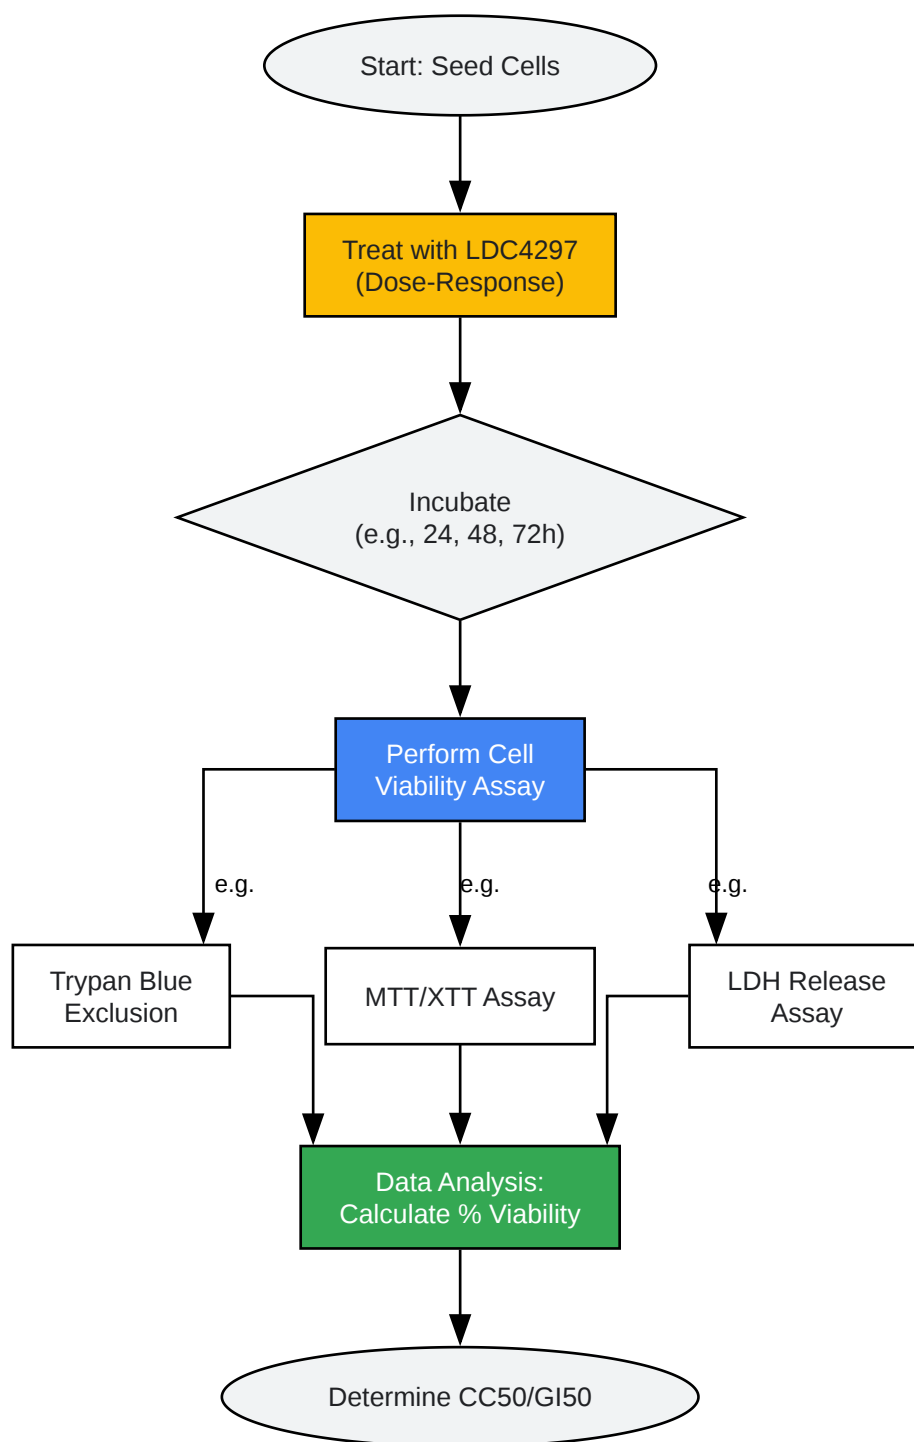 Start: Seed Cells
Treat with LDC4297
(Dose-Response)
Incubate
(e.g., 24, 48, 72h)
Perform Cell
Viability Assay
e.g.
e.g.
e.g.
Trypan Blue
Exclusion
MTT/XTT Assay
LDH Release
Assay
Data Analysis:
Calculate % Viability
Determine CC50/GI50